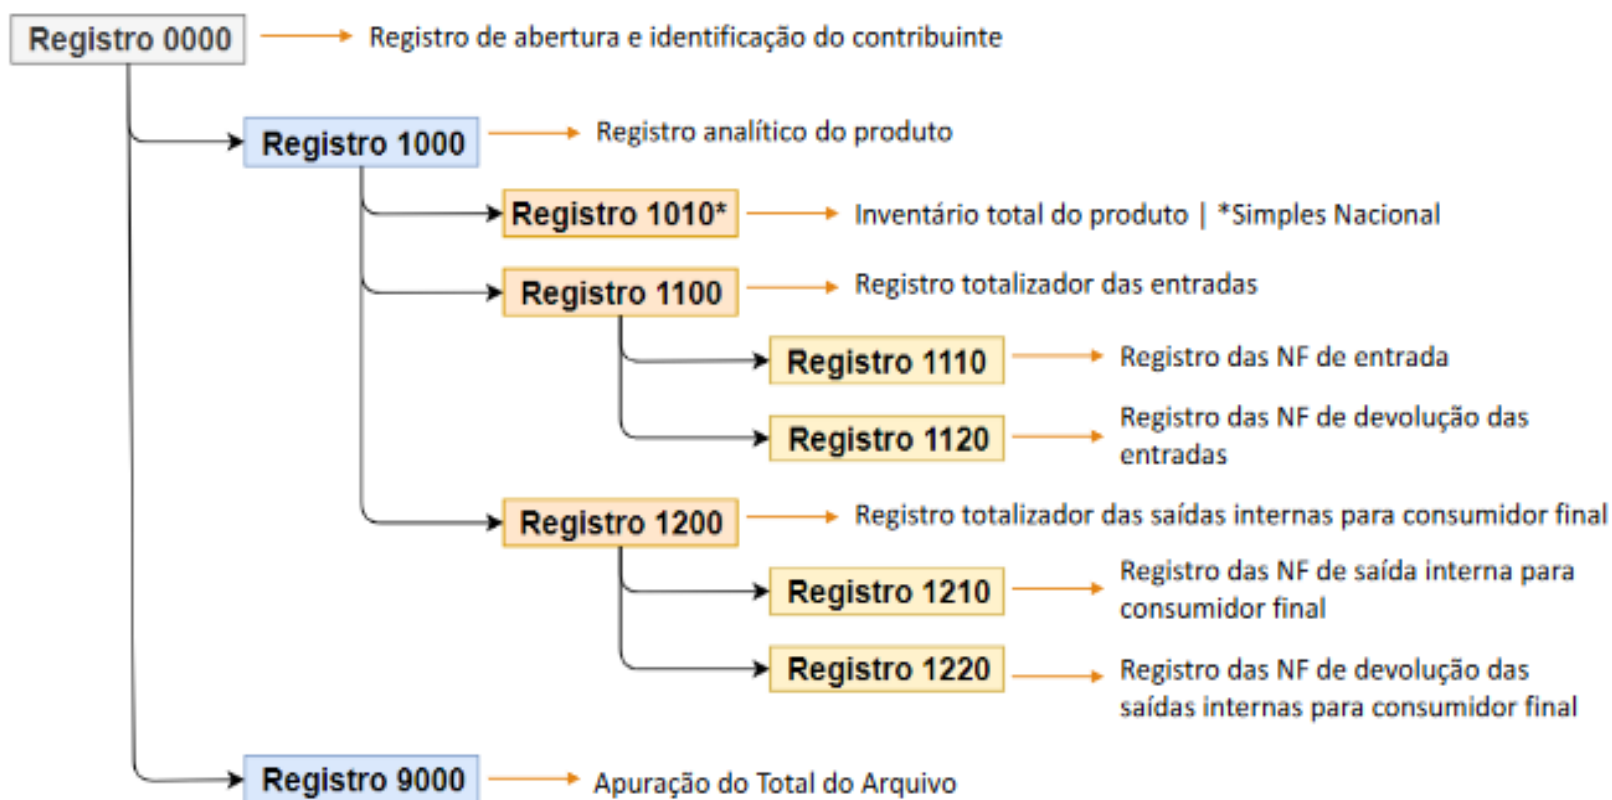 Registro 0000
Registro de abertura e identificação do contribuinte
Registro 1000
Registro analítico do produto
Registro 1010*
Inventário total do produto | *Simples Nacional
Registro 1100
Registro totalizador das entradas
Registro 1110
Registro das NF de entrada
Registro 1120
Registro das NF de devolução das
entradas
Registro 1200
Registro totalizador das saídas internas para consumidor final
Registro 1210
Registro das NF de saída interna para
consumidor final
Registro 1220
Registro das NF de devolução das
saídas internas para consumidor final
Registro 9000
Apuração do Total do Arquivo